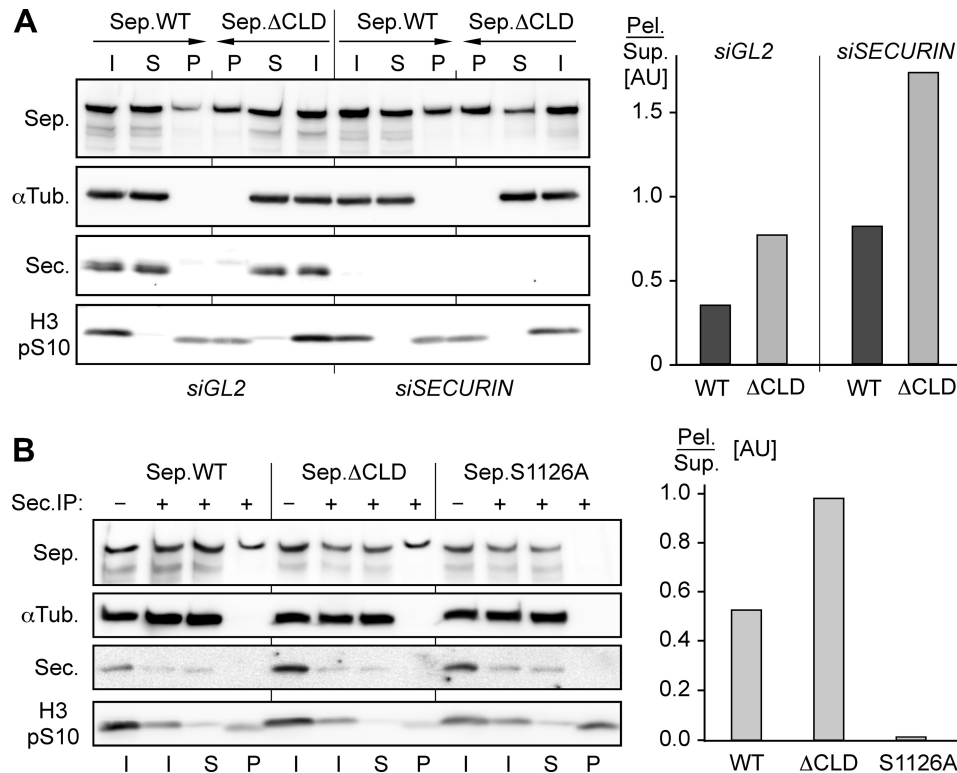 A
Sep.WT Sep.ΔCLD Sep.WT Sep.ΔCLD
I S P P S I I S P P S I
Sep.
αTub.
Sec.
H3
pS10
siGL2 siSECURIN
Pel.
Sup.
[AU]
siGL2 siSECURIN
1.5
1.0
0.5
0
WT ΔCLD WT ΔCLD
B
Sep.WT Sep.ΔCLD Sep.S1126A
Sec.IP: – + + + – + + + – + + +
Sep.
αTub.
Sec.
H3
pS10
I I S P I I S P I I S P
Pel.
Sup.
[AU]
1.0
0.8
0.6
0.4
0.2
0.0
WT ΔCLD S1126A